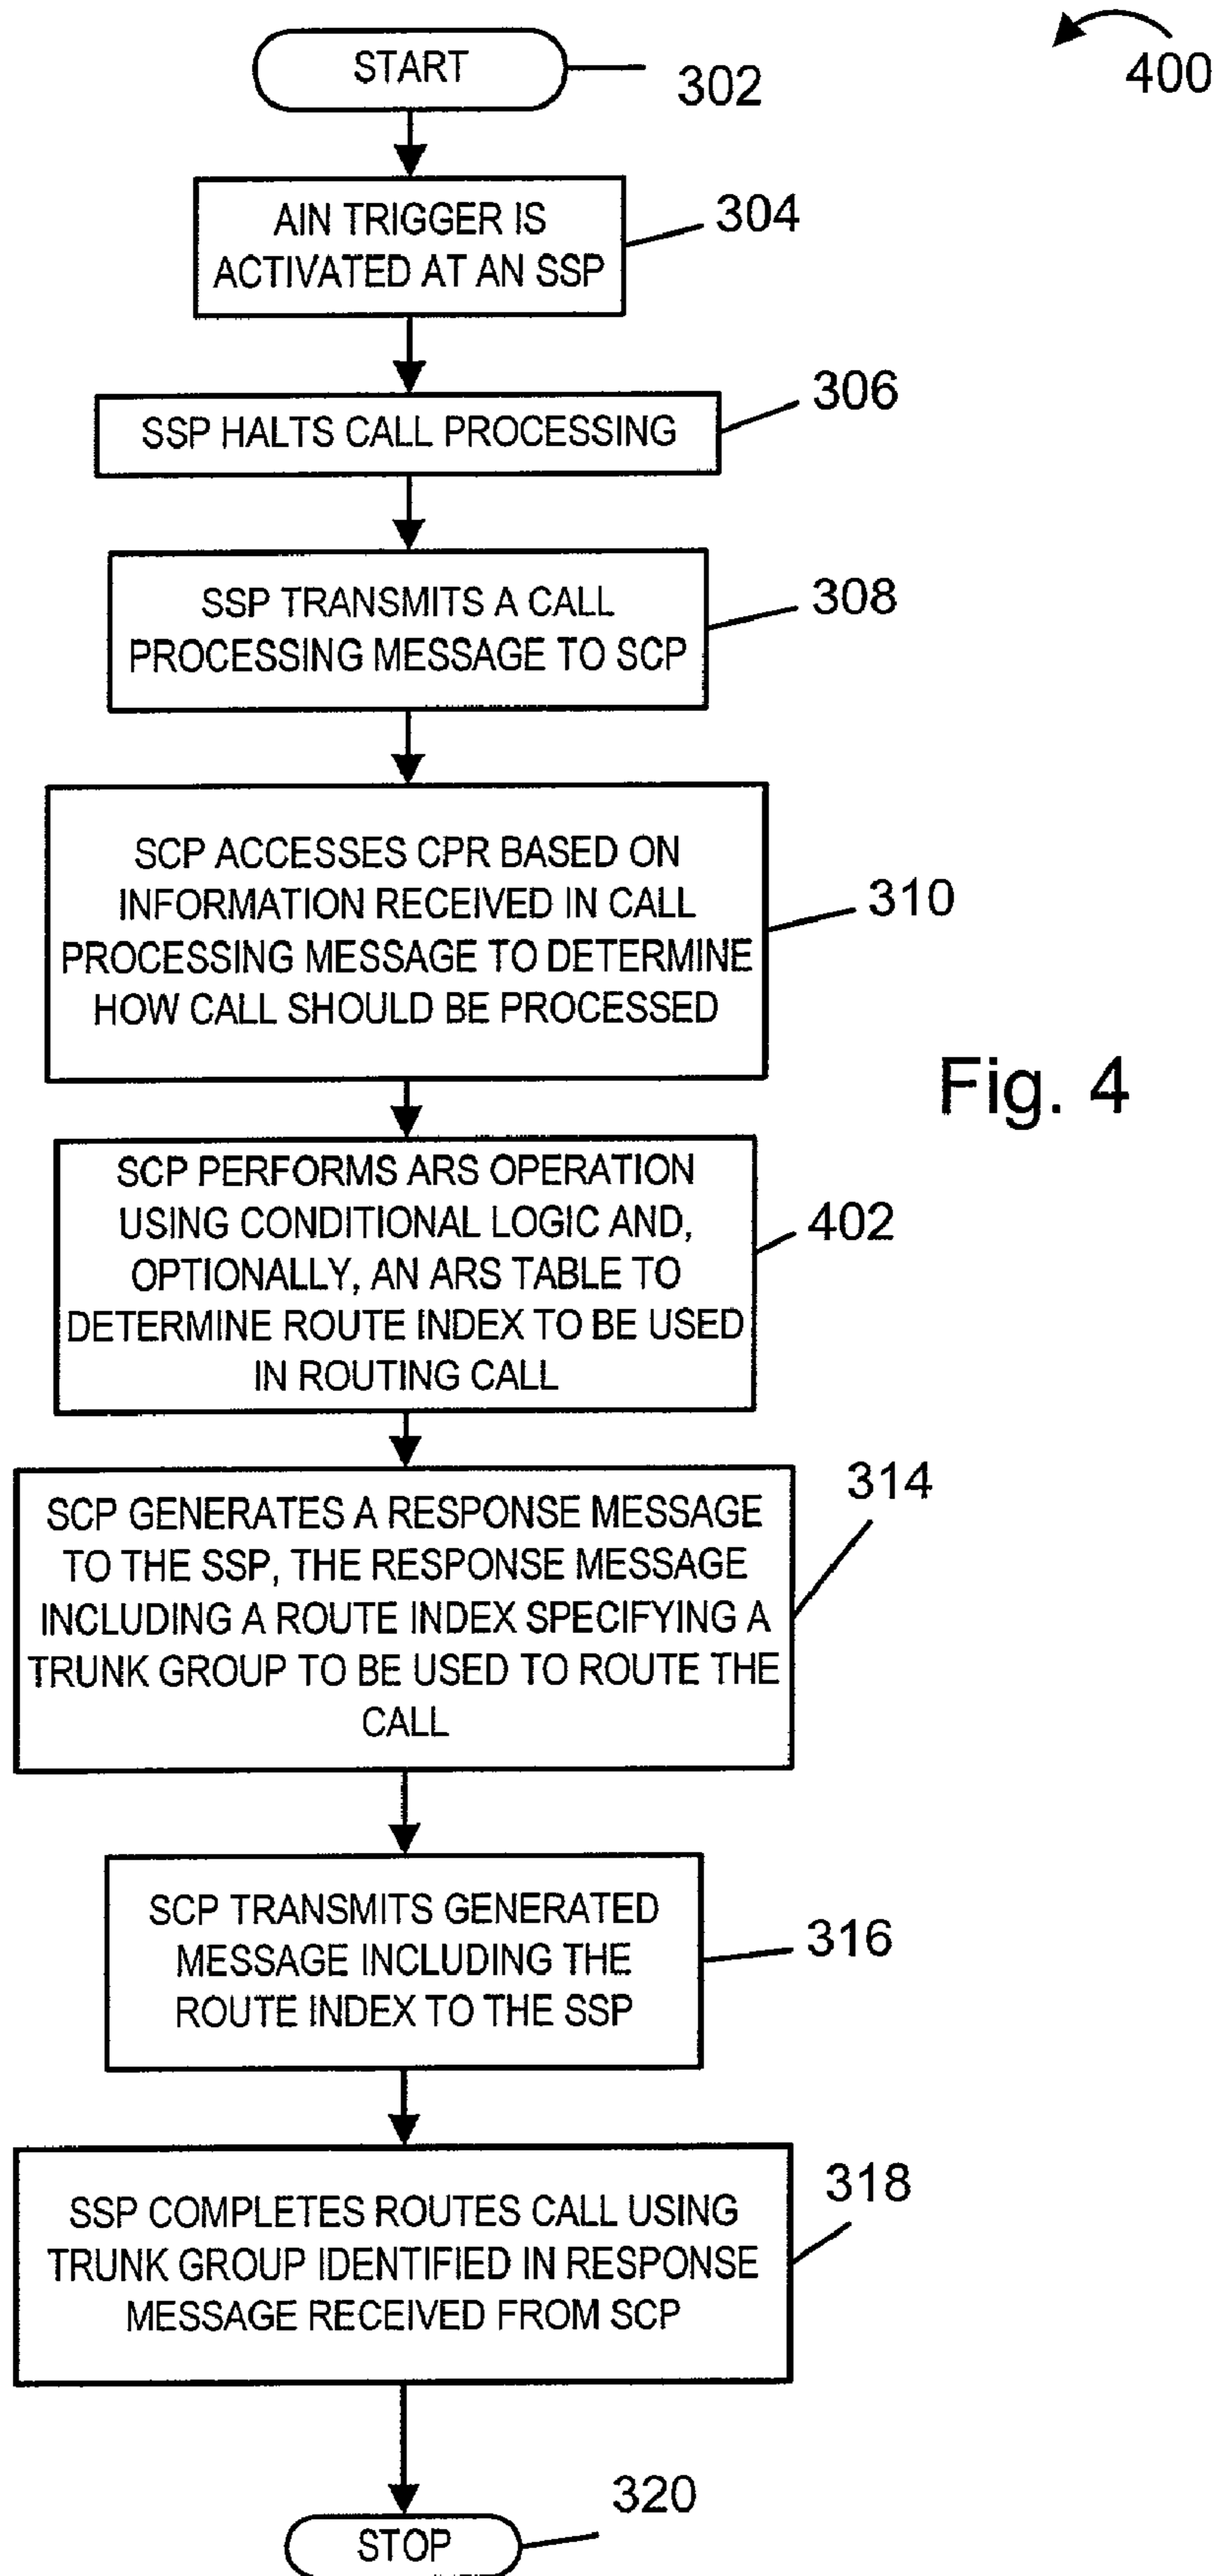 400
START
302
AIN TRIGGER IS
ACTIVATED AT AN SSP
304
SSP HALTS CALL PROCESSING
306
SSP TRANSMITS A CALL
PROCESSING MESSAGE TO SCP
308
SCP ACCESSES CPR BASED ON
INFORMATION RECEIVED IN CALL
PROCESSING MESSAGE TO DETERMINE
HOW CALL SHOULD BE PROCESSED
310
Fig. 4
SCP PERFORMS ARS OPERATION
USING CONDITIONAL LOGIC AND,
OPTIONALLY, AN ARS TABLE TO
DETERMINE ROUTE INDEX TO BE USED
IN ROUTING CALL
402
SCP GENERATES A RESPONSE MESSAGE
TO THE SSP, THE RESPONSE MESSAGE
INCLUDING A ROUTE INDEX SPECIFYING A
TRUNK GROUP TO BE USED TO ROUTE THE
CALL
314
SCP TRANSMITS GENERATED
MESSAGE INCLUDING THE
ROUTE INDEX TO THE SSP
316
SSP COMPLETES ROUTES CALL USING
TRUNK GROUP IDENTIFIED IN RESPONSE
MESSAGE RECEIVED FROM SCP
318
STOP
320